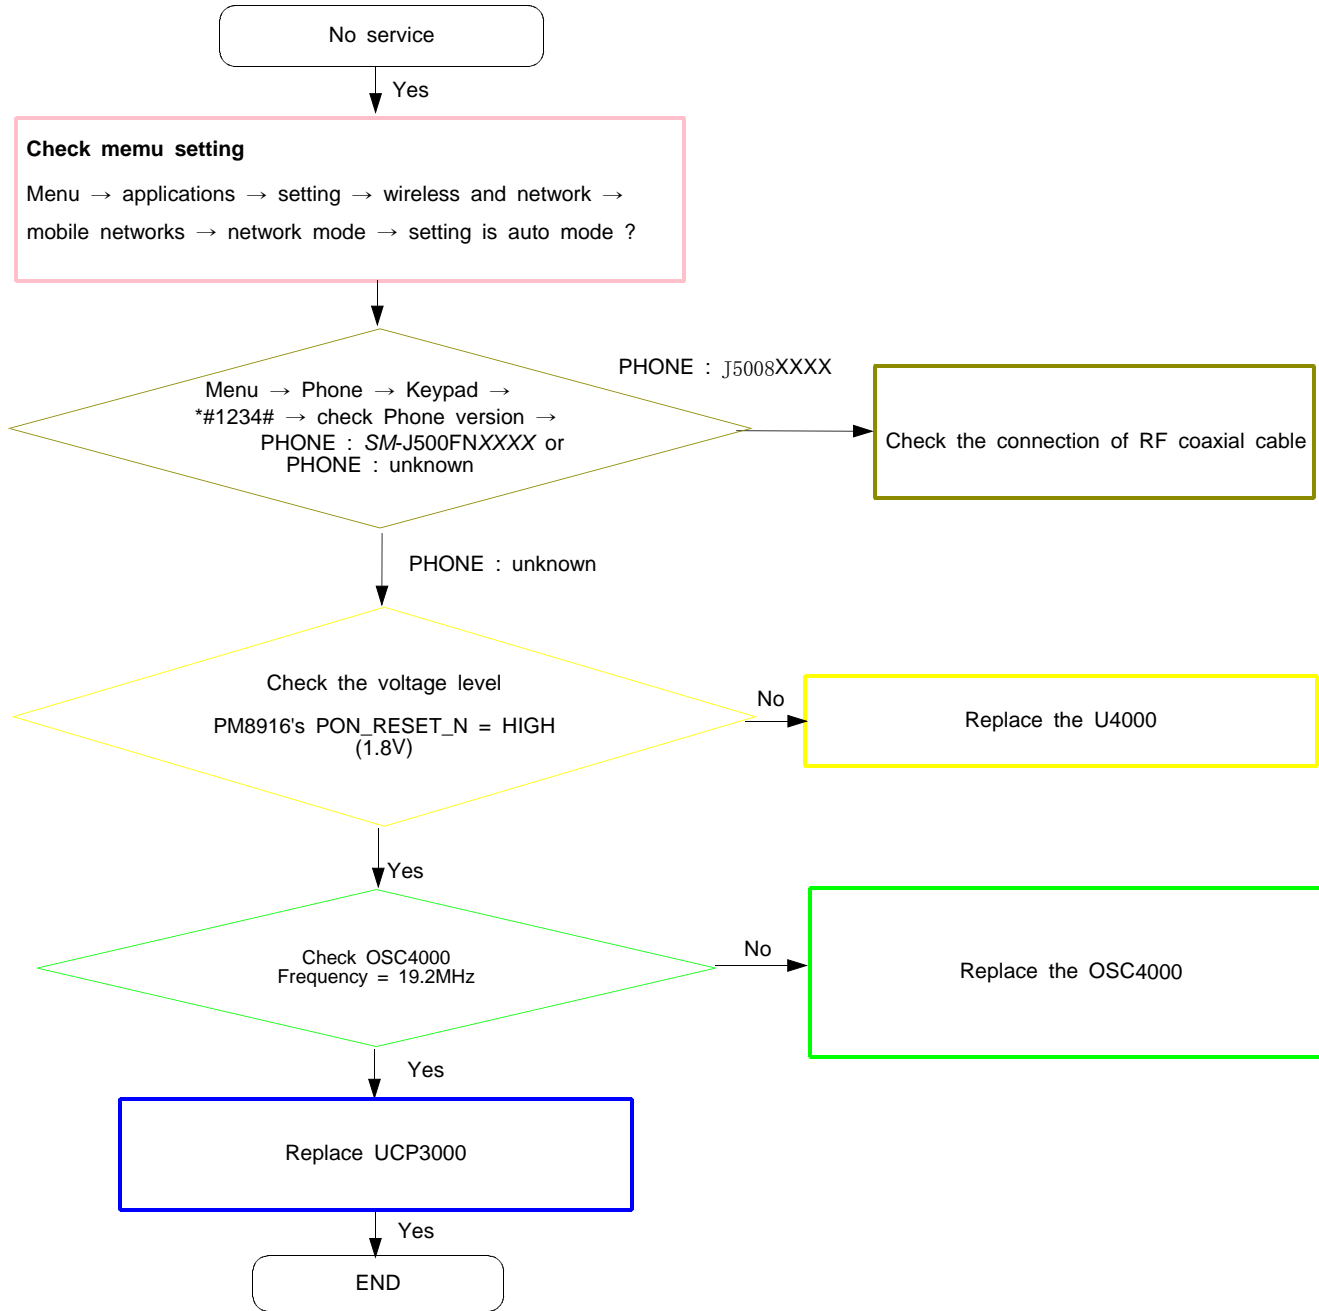 No service
Yes
Check memu setting
Menu → applications → setting → wireless and network →
mobile networks → network mode → setting is auto mode ?
PHONE : J5008XXXX
Menu → Phone → Keypad →
*#1234# → check Phone version →
PHONE : SM-J500FNXXXX or
PHONE : unknown
Check the connection of RF coaxial cable
PHONE : unknown
Check the voltage level
PM8916's PON_RESET_N = HIGH
(1.8V)
No
Replace the U4000
Yes
Check OSC4000
Frequency = 19.2MHz
No
Replace the OSC4000
Yes
Replace UCP3000
Yes
END